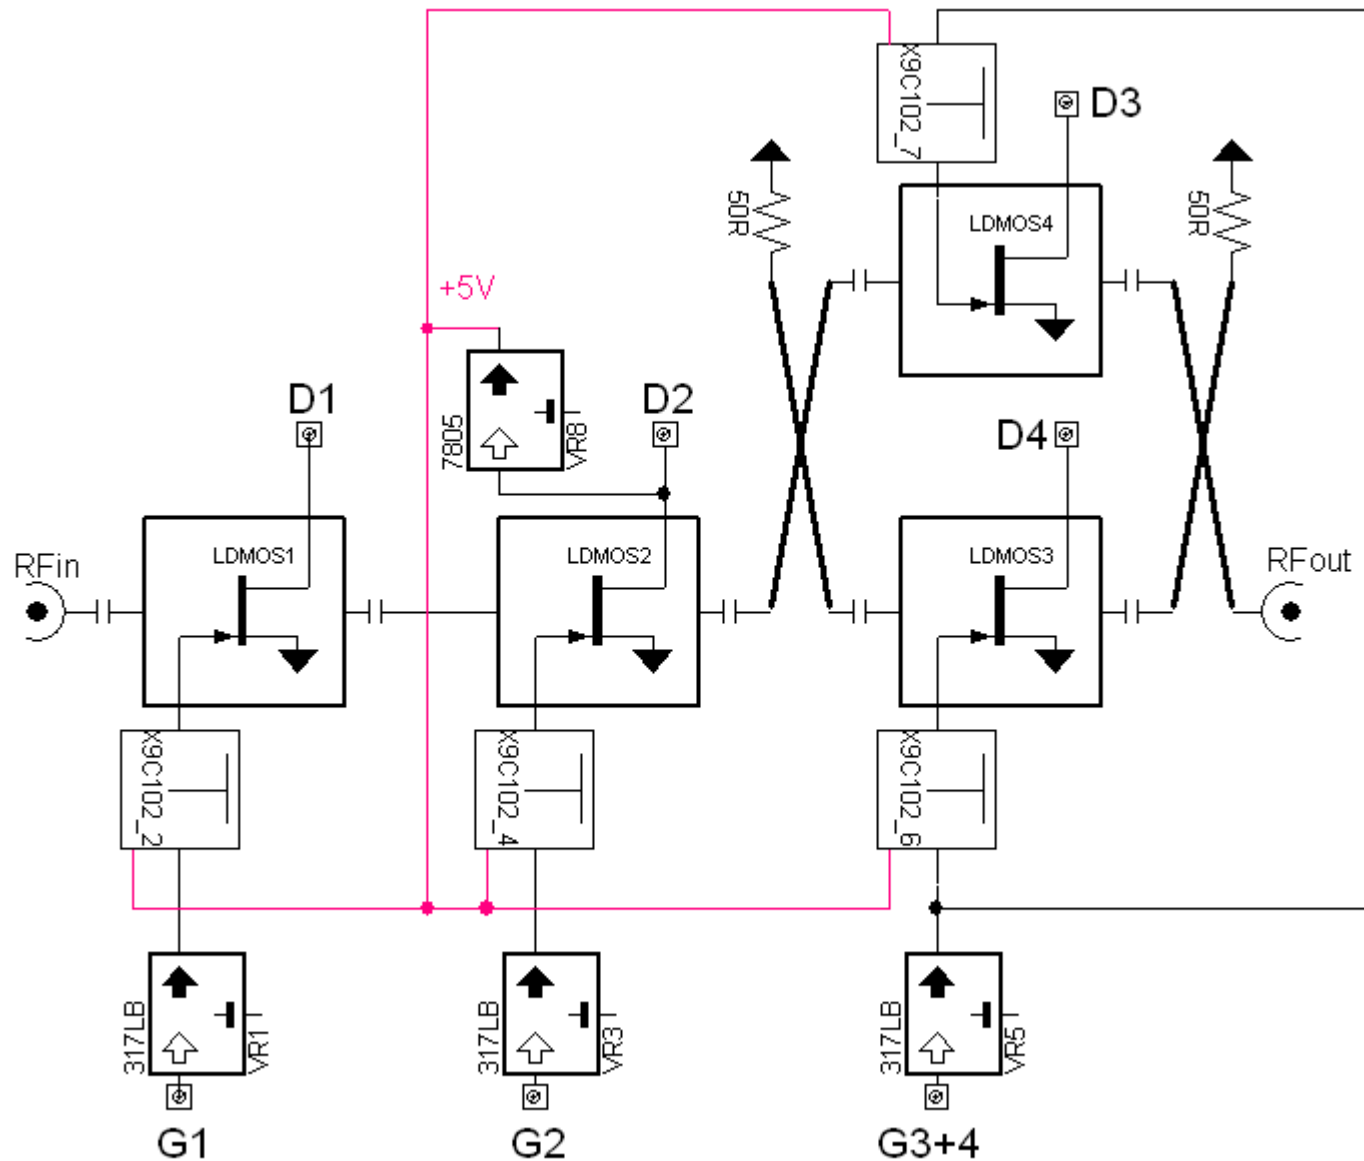 X9C102_7
D3
50R
50R
LDMOS4
+5V
D1
7805
VR8
D2
D4
RFin
LDMOS1
LDMOS2
LDMOS3
RFout
X9C102_2
X9C102_4
X9C102_6
317LB
VR1
317LB
VR3
317LB
VR5
G1
G2
G3+4